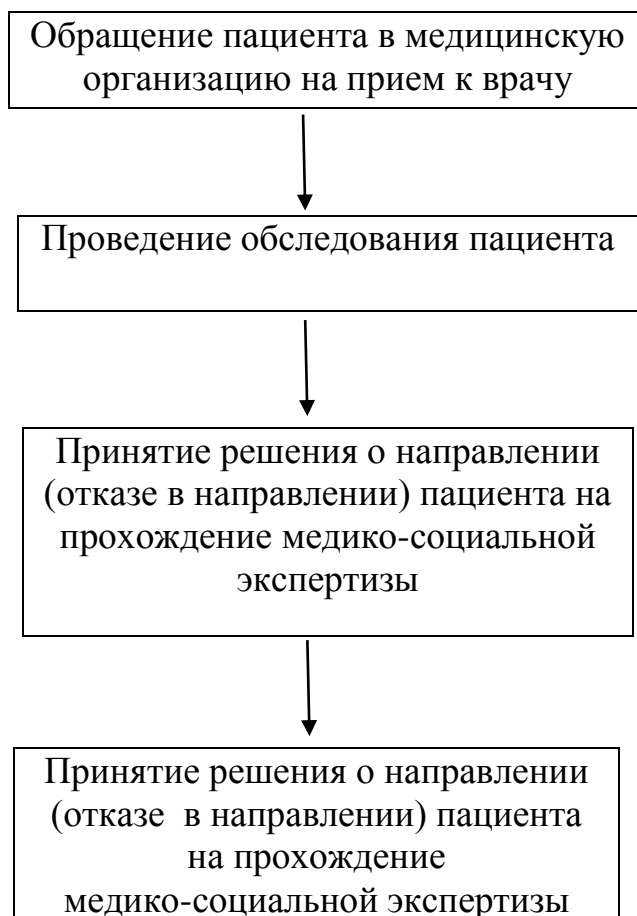 Обращение пациента в медицинскую
организацию на прием к врачу
Проведение обследования пациента
Принятие решения о направлении
(отказе в направлении) пациента на
прохождение медико-социальной
экспертизы
Принятие решения о направлении
(отказе в направлении) пациента
на прохождение
медико-социальной экспертизы